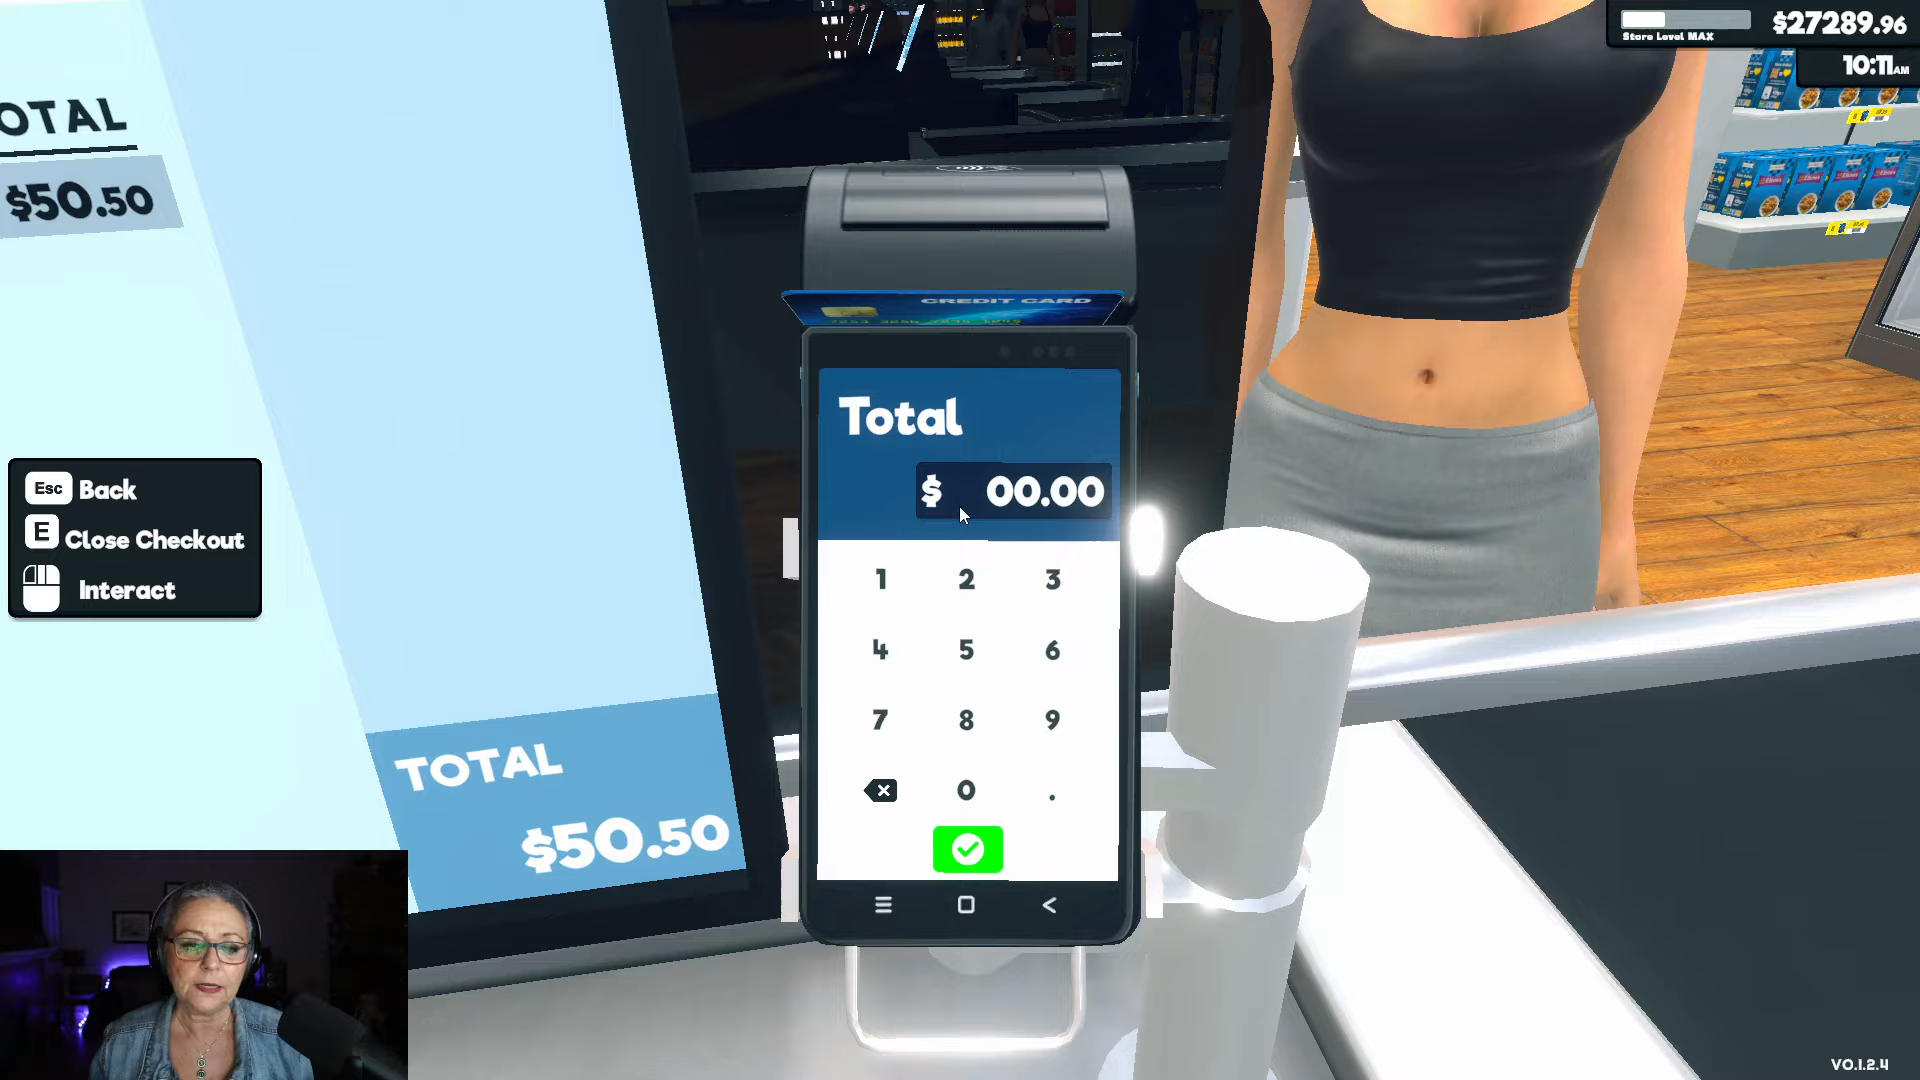 $27289.96
Store Level MAX
10:11AM
OTAL
$50.50
CREDIT CARD
Total
$ 00.00
Esc Back
E Close Checkout
Interact
1 2 3
4 5 6
7 8 9
0 .
TOTAL
$50.50
V0.1.2.4